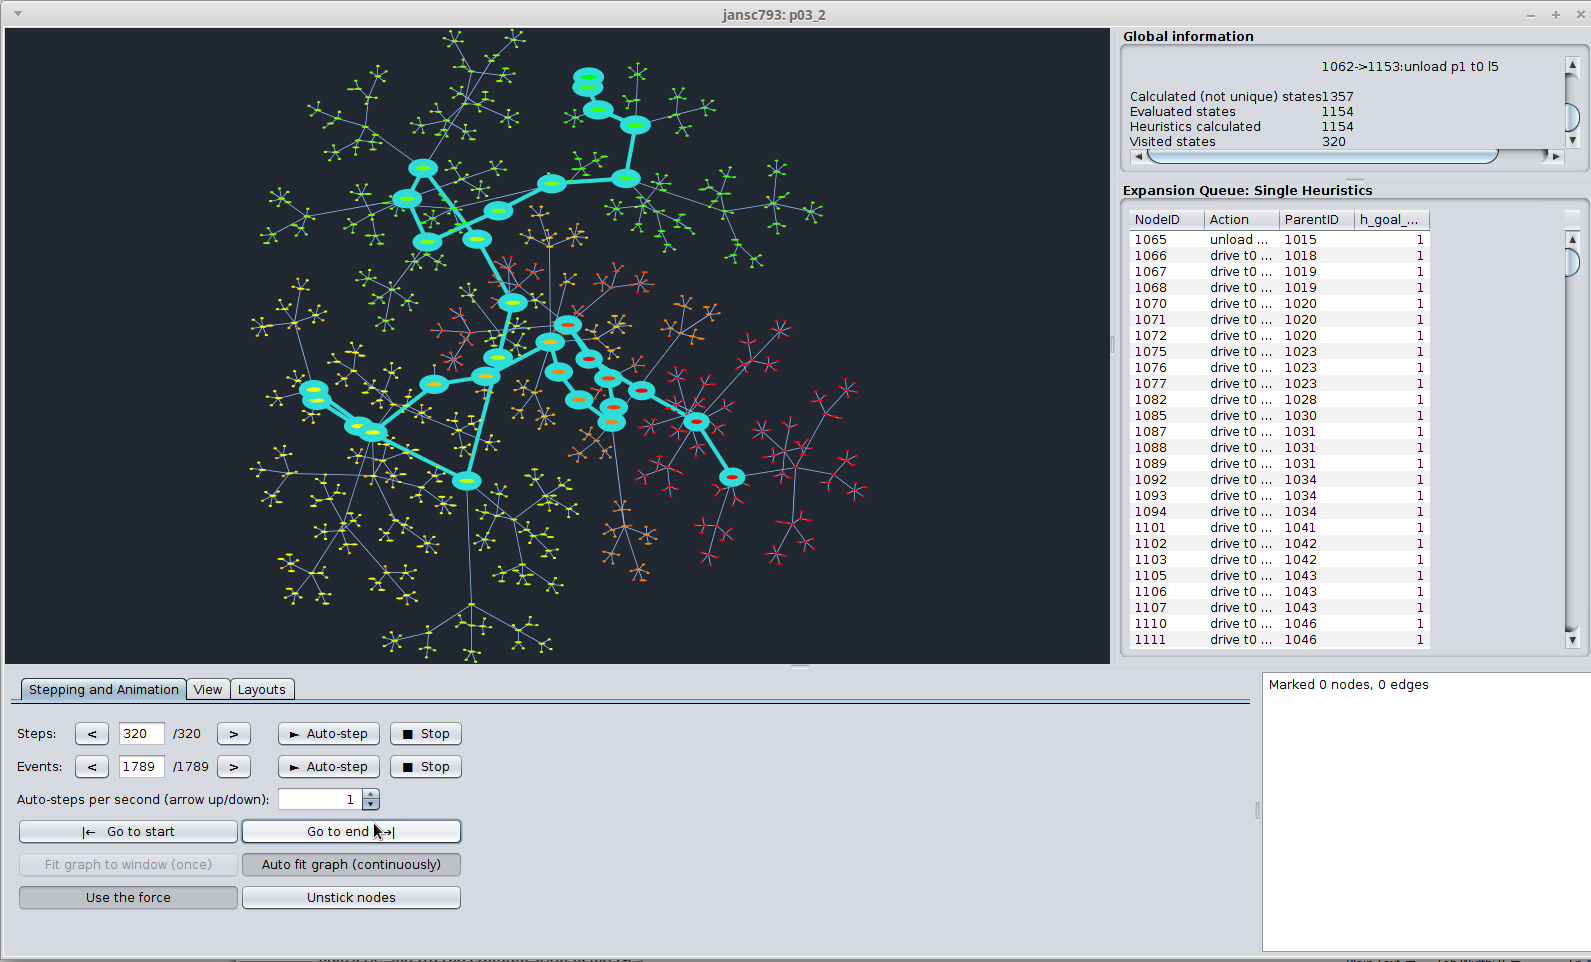 jansc793: p03_2
Global information
1062->1153:unload p1 t0 l5
Calculated (not unique) states1357
Evaluated states 1154
Heuristics calculated 1154
Visited states 320
Expansion Queue: Single Heuristics
NodeID Action ParentID h_goal_...
1065 unload ... 1015 1
1066 drive t0 ... 1018 1
1067 drive t0 ... 1019 1
1068 drive t0 ... 1019 1
1070 drive t0 ... 1020 1
1071 drive t0 ... 1020 1
1072 drive t0 ... 1020 1
1075 drive t0 ... 1023 1
1076 drive t0 ... 1023 1
1077 drive t0 ... 1023 1
1082 drive t0 ... 1028 1
1085 drive t0 ... 1030 1
1087 drive t0 ... 1031 1
1088 drive t0 ... 1031 1
1089 drive t0 ... 1031 1
1092 drive t0 ... 1034 1
1093 drive t0 ... 1034 1
1094 drive t0 ... 1034 1
1101 drive t0 ... 1041 1
1102 drive t0 ... 1042 1
1103 drive t0 ... 1042 1
1105 drive t0 ... 1043 1
1106 drive t0 ... 1043 1
1107 drive t0 ... 1043 1
1110 drive t0 ... 1046 1
1111 drive t0 ... 1046 1
Stepping and Animation View Layouts
Steps: < 320 /320 > ► Auto-step ■ Stop
Events: < 1789 /1789 > ► Auto-step ■ Stop
Auto-steps per second (arrow up/down): 1
|← Go to start Go to end →|
Fit graph to window (once) Auto fit graph (continuously)
Use the force Unstick nodes
Marked 0 nodes, 0 edges